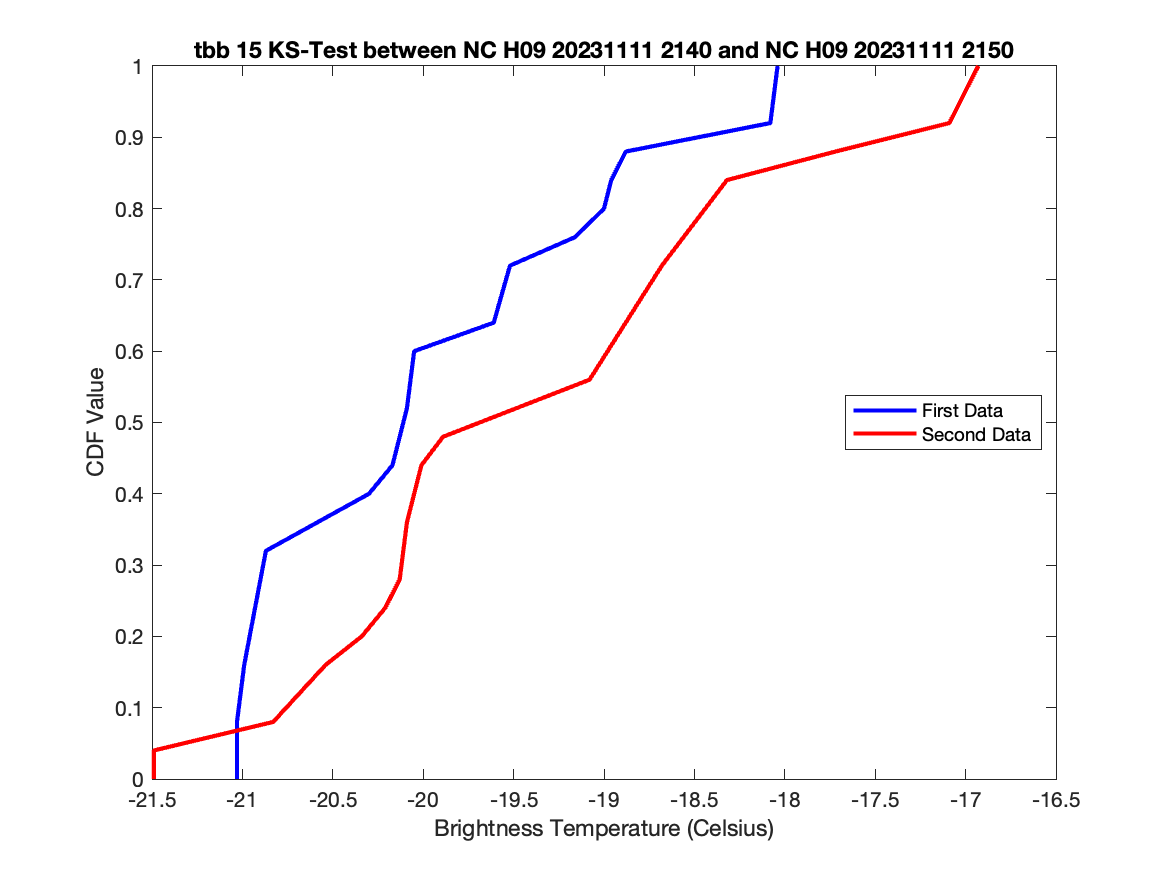 tbb 15 KS-Test between NC H09 20231111 2140 and NC H09 20231111 2150
1
0.9
0.8
0.7
0.6
0.5
0.4
0.3
0.2
0.1
0
CDF Value
First Data
Second Data
-21.5 -21 -20.5 -20 -19.5 -19 -18.5 -18 -17.5 -17 -16.5
Brightness Temperature (Celsius)